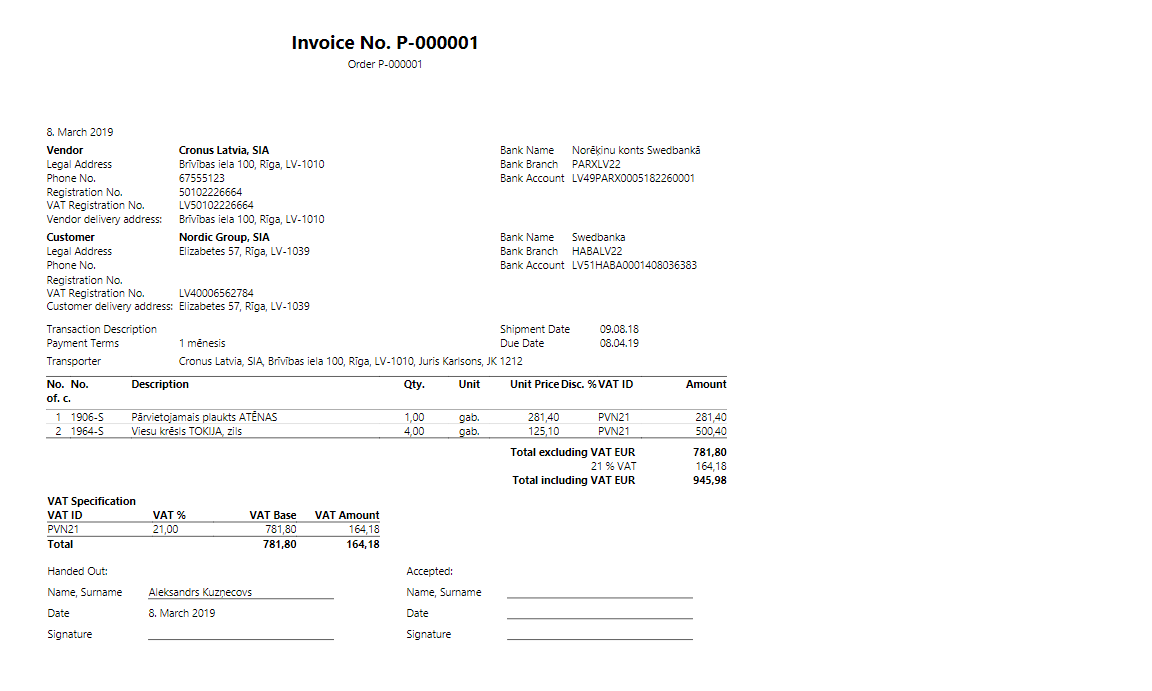 Invoice No. P-000001
Order P-000001
8. March 2019
Vendor Cronus Latvia, SIA Bank Name Norēķinu konts Swedbankā
Legal Address Brīvības iela 100, Rīga, LV-1010 Bank Branch PARXLV22
Phone No. 67555123 Bank Account LV49PARX0005182260001
Registration No. 50102226664
VAT Registration No. LV50102226664
Vendor delivery address: Brīvības iela 100, Rīga, LV-1010
Customer Nordic Group, SIA Bank Name Swedbanka
Legal Address Elizabetes 57, Rīga, LV-1039 Bank Branch HABALV22
Phone No. Bank Account LV51HABA0001408036383
Registration No.
VAT Registration No. LV40006562784
Customer delivery address: Elizabetes 57, Rīga, LV-1039
Transaction Description Shipment Date 09.08.18
Payment Terms 1 mēnesis Due Date 08.04.19
Transporter Cronus Latvia, SIA, Brīvības iela 100, Rīga, LV-1010, Juris Karlsons, JK 1212
No. No. Description Qty. Unit Unit Price Disc. % VAT ID Amount
of. c.
1 1906-S Pārvietojamais plaukts ATĒNAS 1,00 gab. 281,40 PVN21 281,40
2 1964-S Viesu krēsls TOKIJA, zils 4,00 gab. 125,10 PVN21 500,40
Total excluding VAT EUR 781,80
21 % VAT 164,18
Total including VAT EUR 945,98
VAT Specification
VAT ID VAT % VAT Base VAT Amount
PVN21 21,00 781,80 164,18
Total 781,80 164,18
Handed Out: Accepted:
Name, Surname Aleksandrs Kuzņecovs Name, Surname
Date 8. March 2019 Date
Signature Signature